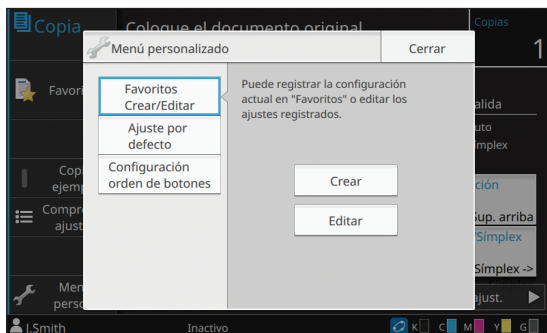 Copia
Coloque el documento original.
Copias
1
Menú personalizado
Cerrar
Favoritos
Crear/Editar
Ajuste por
defecto
Configuración
orden de botones
Puede registrar la configuración
actual en "Favoritos" o editar los
ajustes registrados.
Crear
Editar
Favori
Cop
ejem
Compro
ajust
Men
perso
alida
uto
implex
ción
Sup. arriba
/Símplex
Símplex ->
ajust.
J.Smith
Inactivo
K
C
M
Y
G